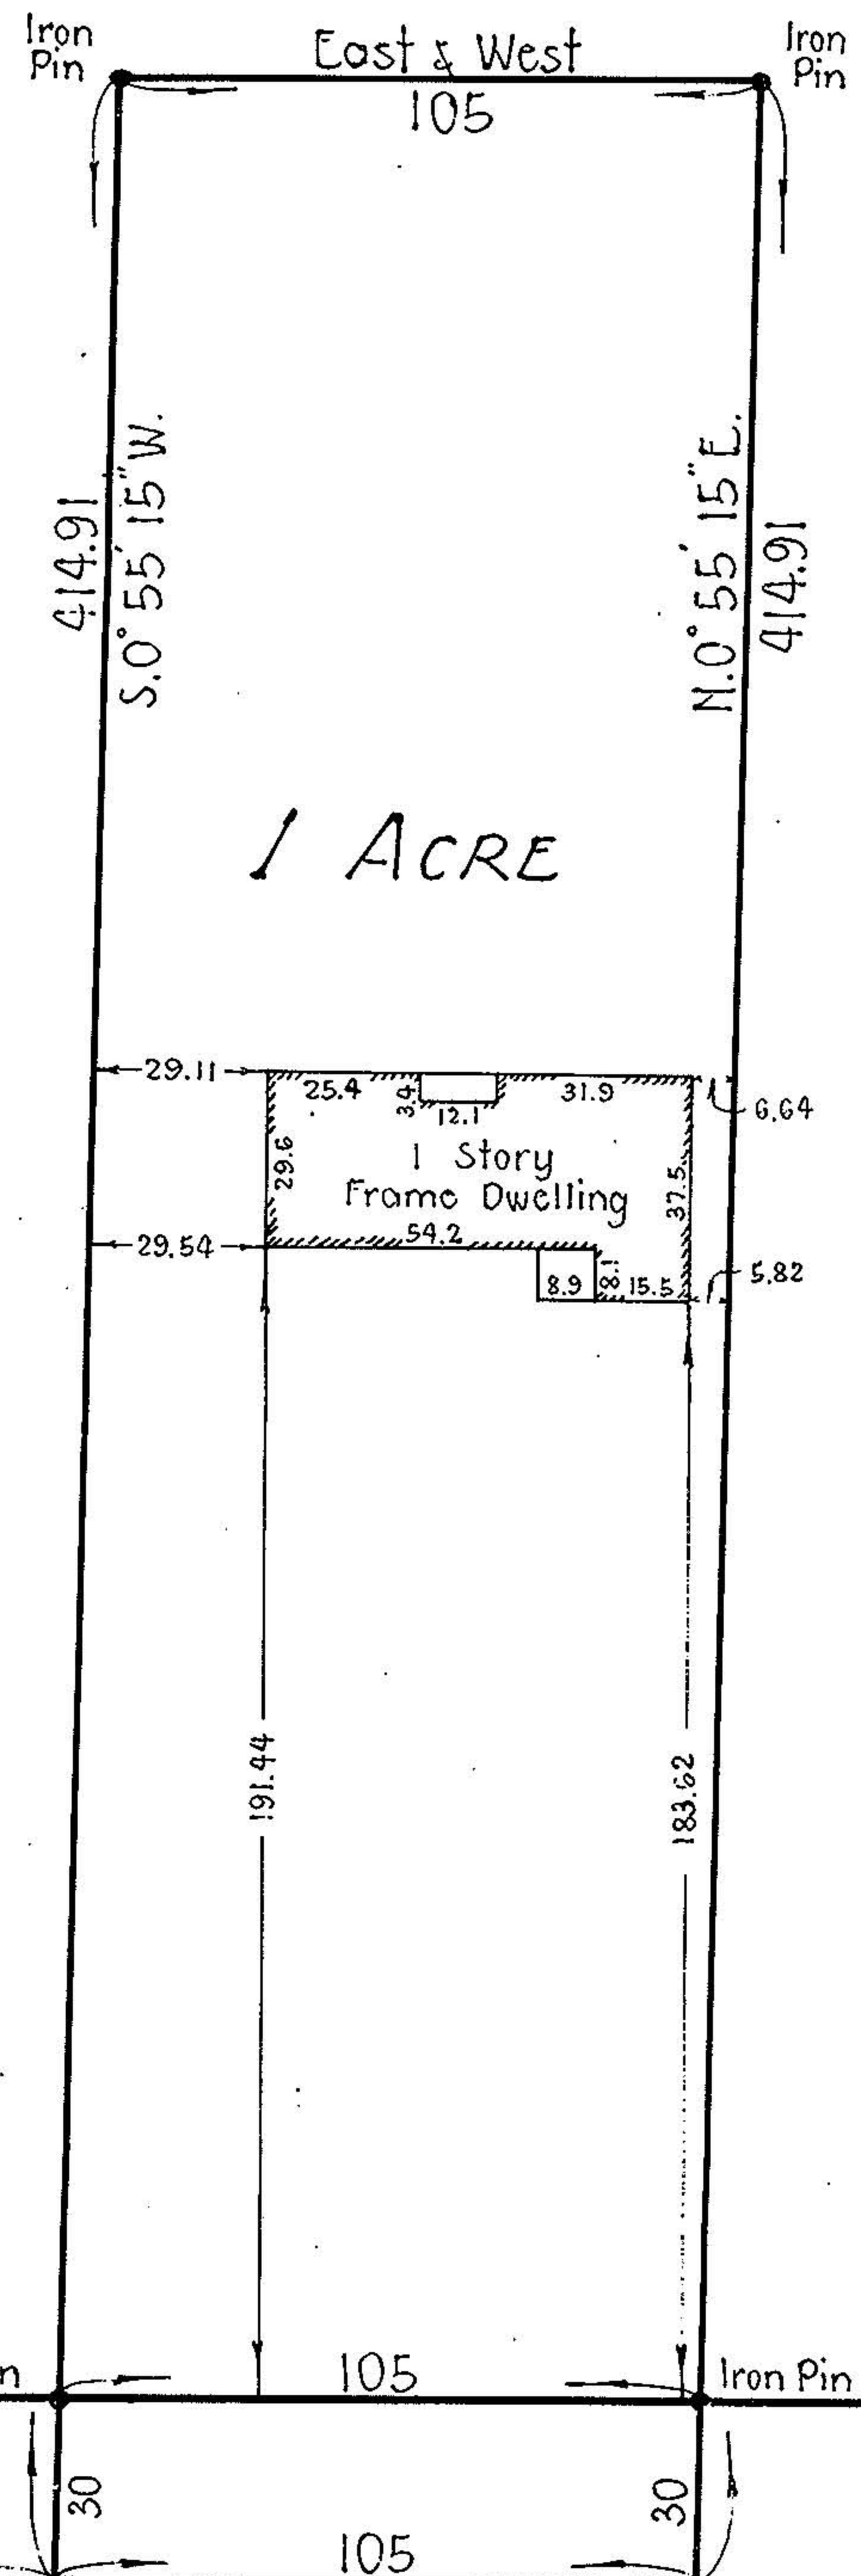 Iron
Pin
East & West
Iron
Pin
105
414.91
S.0° 55' 15" W.
N.0° 55' 15" E.
414.91
1 ACRE
29.11
25.4
3.4
12.1
31.9
6.64
29.6
1 Story
Frame Dwelling
37.5
29.54
54.2
8.9
8.1
15.5
5.82
191.44
183.62
n
105
Iron Pin
30
30
105